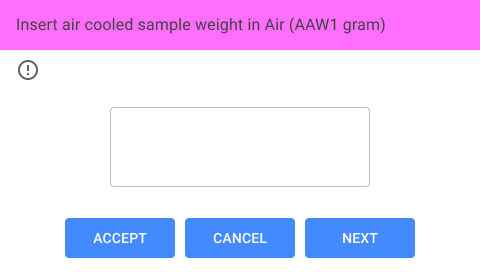 Insert air cooled sample weight in Air (AAW1 gram)
ACCEPT CANCEL NEXT